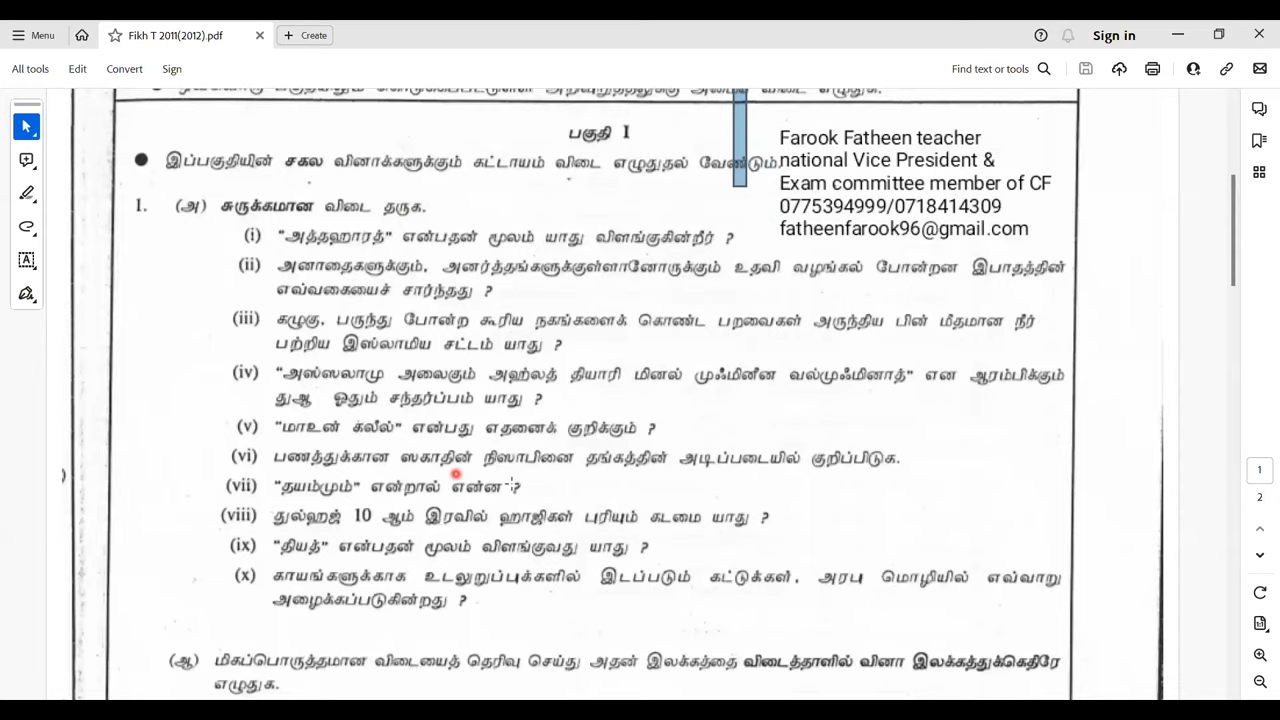 Menu
Fikh T 2011(2012).pdf
Create
Sign in
All tools Edit Convert Sign
Find text or tools
பகுதி I
● இப்பகுதியின் சகல வினாக்களுக்கும் கட்டாயம் விடை எழுதுதல் வேண்டும்.
Farook Fatheen teacher
national Vice President &
Exam committee member of CF
0775394999/0718414309
fatheenfarook96@gmail.com
1. (அ) சுருக்கமான விடை தருக.
(i) "அத்தஹாரத்" என்பதன் மூலம் யாது விளங்குகின்றீர் ?
(ii) அனாதைகளுக்கும், அனர்த்தங்களுக்குள்ளானோருக்கும் உதவி வழங்கல் போன்றன இபாதத்தின்
எவ்வகையைச் சார்ந்தது ?
(iii) கழுகு, பருந்து போன்ற கூரிய நகங்களைக் கொண்ட பறவைகள் அருந்திய பின் மீதமான நீர்
பற்றிய இஸ்லாமிய சட்டம் யாது ?
(iv) "அஸ்ஸலாமு அலைகும் அஹ்லத் தியாரி மினல் முஃமினீன வல்முஃமினாத்" என ஆரம்பிக்கும்
துஆ ஓதும் சந்தர்ப்பம் யாது ?
(v) "மாஉன் கலீல்" என்பது எதனைக் குறிக்கும் ?
(vi) பணத்துக்கான ஸகாதின் நிஸாபினை தங்கத்தின் அடிப்படையில் குறிப்பிடுக.
(vii) "தயம்மும்" என்றால் என்ன ?
(viii) துல்ஹஜ் 10 ஆம் இரவில் ஹாஜிகள் புரியும் கடமை யாது ?
(ix) "தியத்" என்பதன் மூலம் விளங்குவது யாது ?
(x) காயங்களுக்காக உடலுறுப்புக்களில் இடப்படும் கட்டுக்கள், அரபு மொழியில் எவ்வாறு
அழைக்கப்படுகின்றது ?
(ஆ) மிகப்பொருத்தமான விடையைத் தெரிவு செய்து அதன் இலக்கத்தை விடைத்தாளில் வினா இலக்கத்துக்கெதிரே
எழுதுக.
1
2